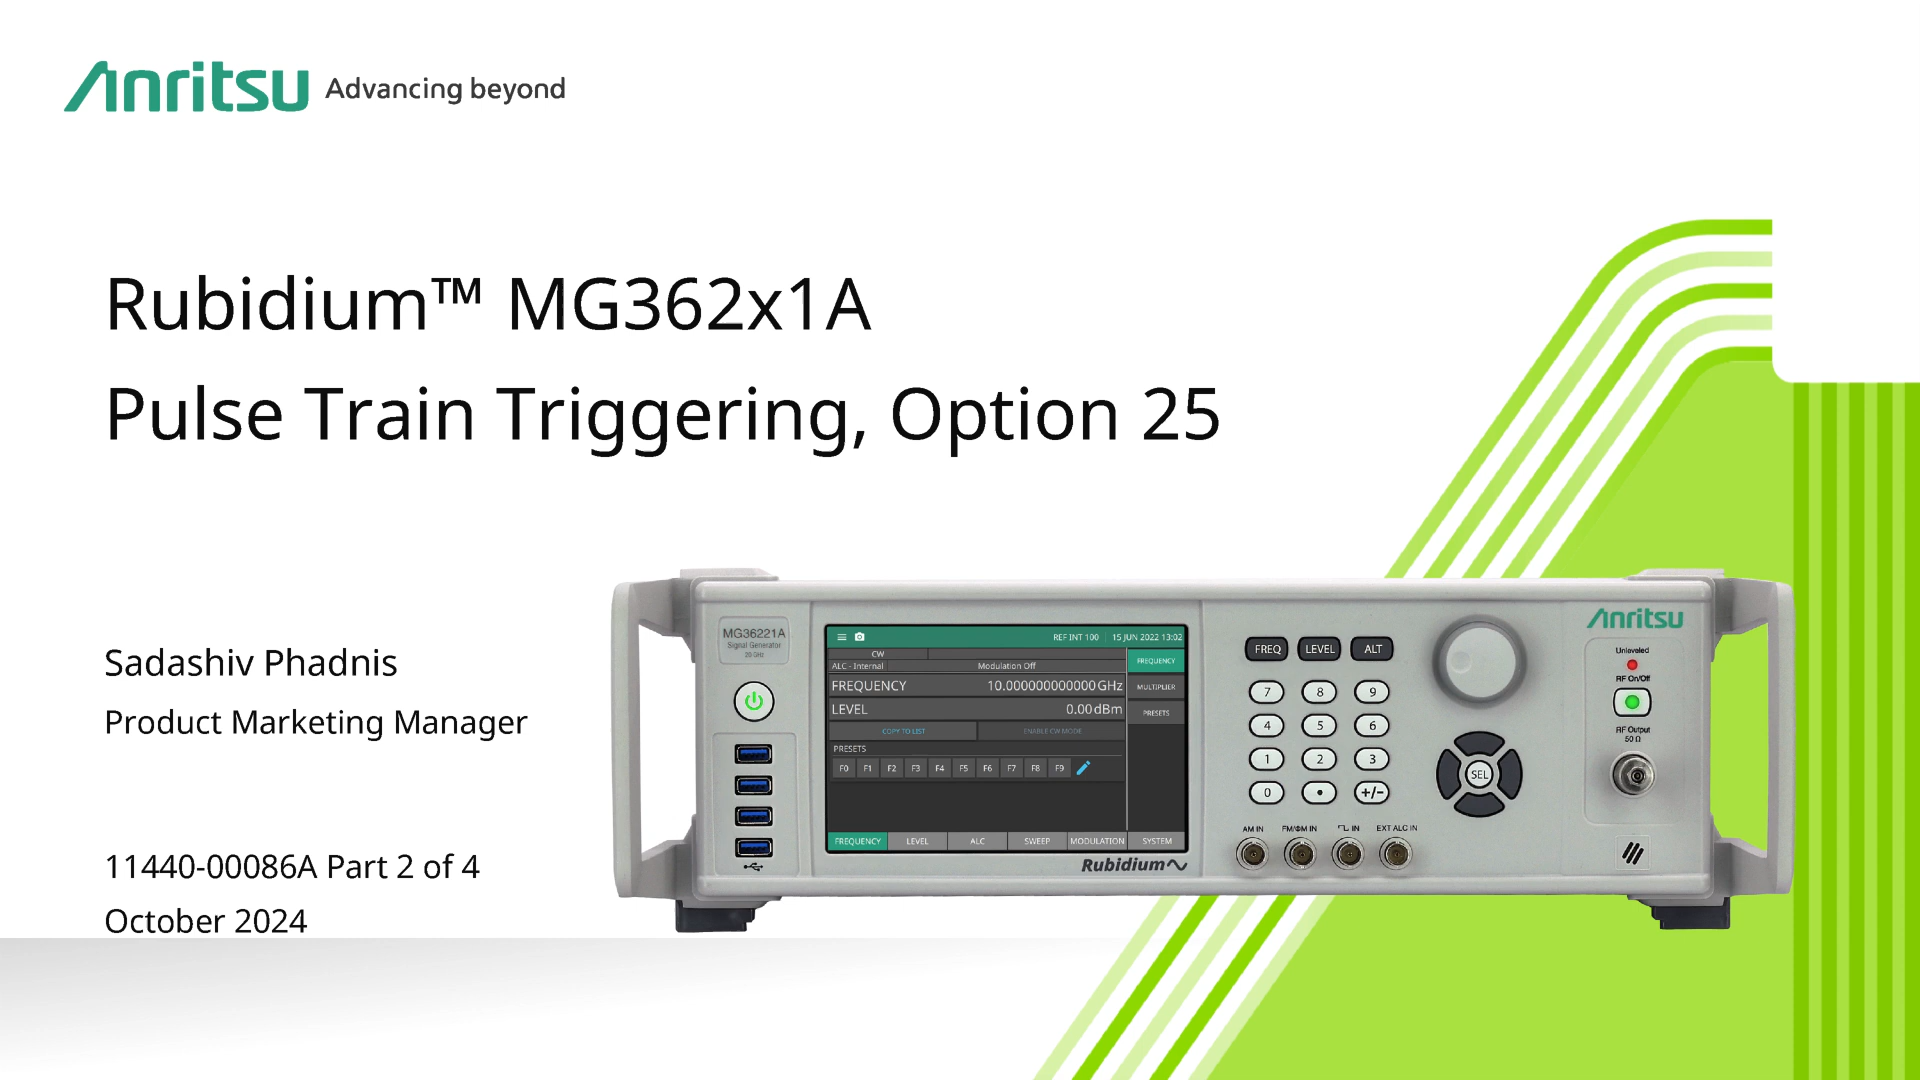 Anritsu Advancing beyond
Rubidium™ MG362x1A
Pulse Train Triggering, Option 25
Sadashiv Phadnis
Product Marketing Manager
11440-00086A Part 2 of 4
October 2024
MG36221A
Signal Generator
20 GHz
REF INT 100 15 JUN 2022 13:02
CW
ALC - Internal Modulation Off
FREQUENCY 10.000000000000 GHz
LEVEL 0.00 dBm
COPY TO LIST ENABLE CW MODE
PRESETS
F0 F1 F2 F3 F4 F5 F6 F7 F8 F9
FREQUENCY
MULTIPLIER
PRESETS
FREQUENCY LEVEL ALC SWEEP MODULATION SYSTEM
Rubidium
FREQ LEVEL ALT
7 8 9
4 5 6
1 2 3
0 • +/-
SEL
AM IN FM/ΦM IN IN EXT ALC IN
Anritsu
Unleveled
RF On/Off
RF Output
50 Ω